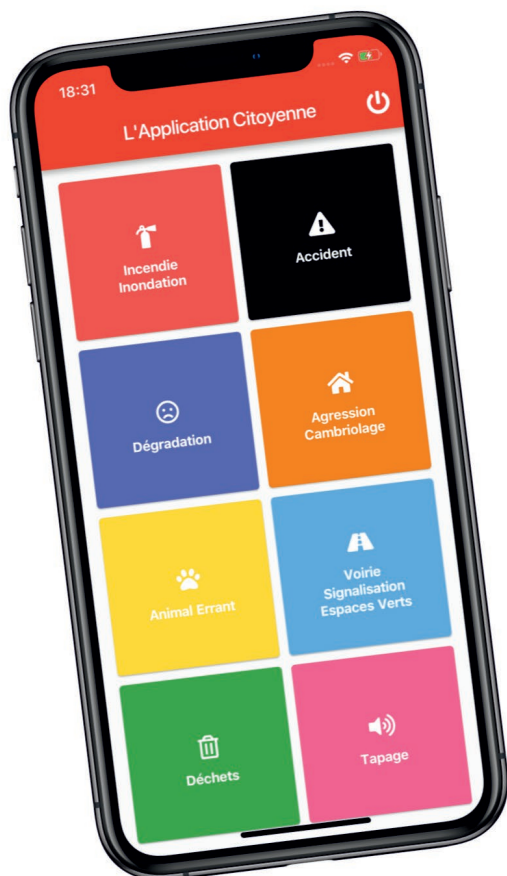 18:31
L'Application Citoyenne
Incendie
Inondation
Accident
Dégradation
Agression
Cambriolage
Animal Errant
Voirie
Signalisation
Espaces Verts
Déchets
Tapage